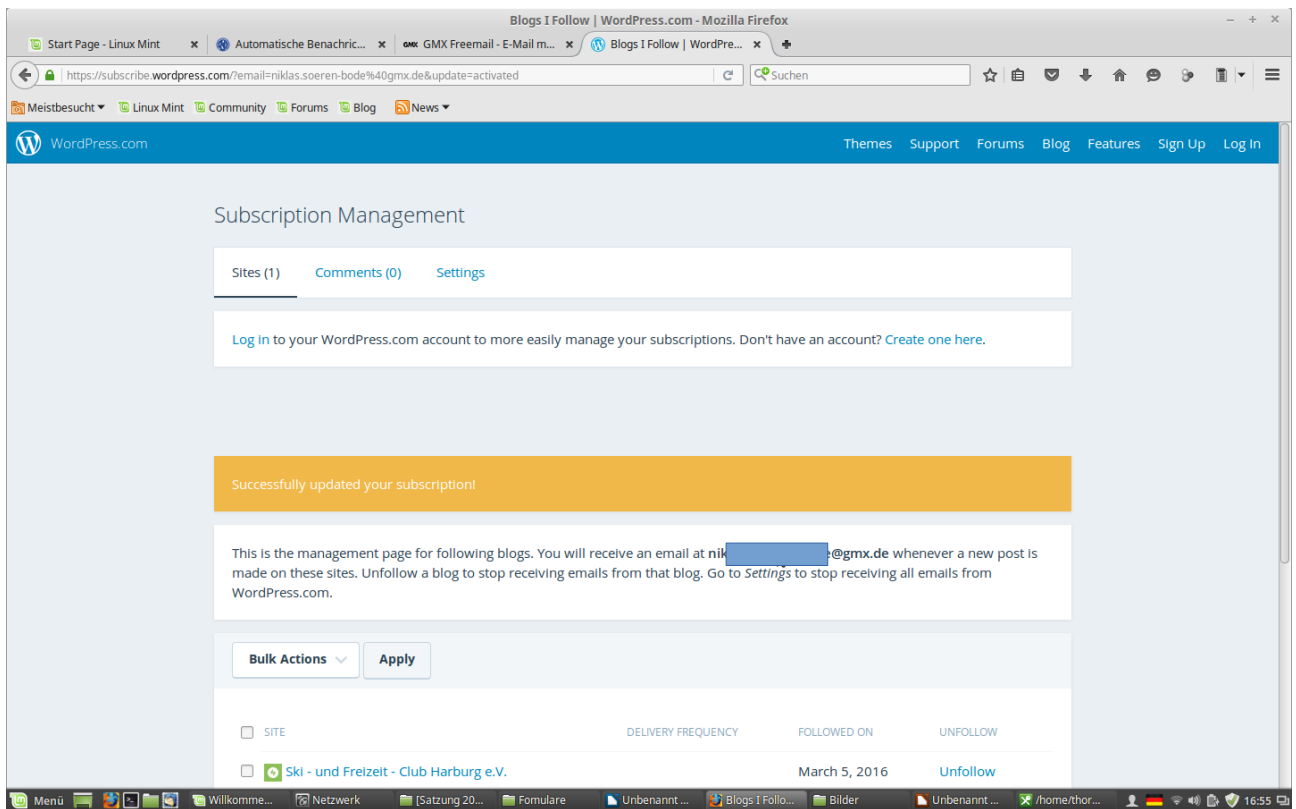 Blogs I Follow | WordPress.com - Mozilla Firefox
Start Page - Linux Mint
Automatische Benachric...
GMX GMX Freemail - E-Mail m...
Blogs I Follow | WordPre...
https://subscribe.wordpress.com/?email=niklas.soeren-bode%40gmx.de&update=activated
Suchen
Meistbesucht
Linux Mint
Community
Forums
Blog
News
WordPress.com
Themes
Support
Forums
Blog
Features
Sign Up
Log In
Subscription Management
Sites (1)
Comments (0)
Settings
Log in to your WordPress.com account to more easily manage your subscriptions. Don't have an account? Create one here.
Successfully updated your subscription!
This is the management page for following blogs. You will receive an email at nik e@gmx.de whenever a new post is
made on these sites. Unfollow a blog to stop receiving emails from that blog. Go to Settings to stop receiving all emails from
WordPress.com.
Bulk Actions
Apply
SITE
DELIVERY FREQUENCY
FOLLOWED ON
UNFOLLOW
Ski - und Freizeit - Club Harburg e.V.
March 5, 2016
Unfollow
Menü
Willkomme...
Netzwerk
[Satzung 20...
Fomulare
Unbenannt ...
Blogs I Follo...
Bilder
Unbenannt ...
/home/thor...
16:55